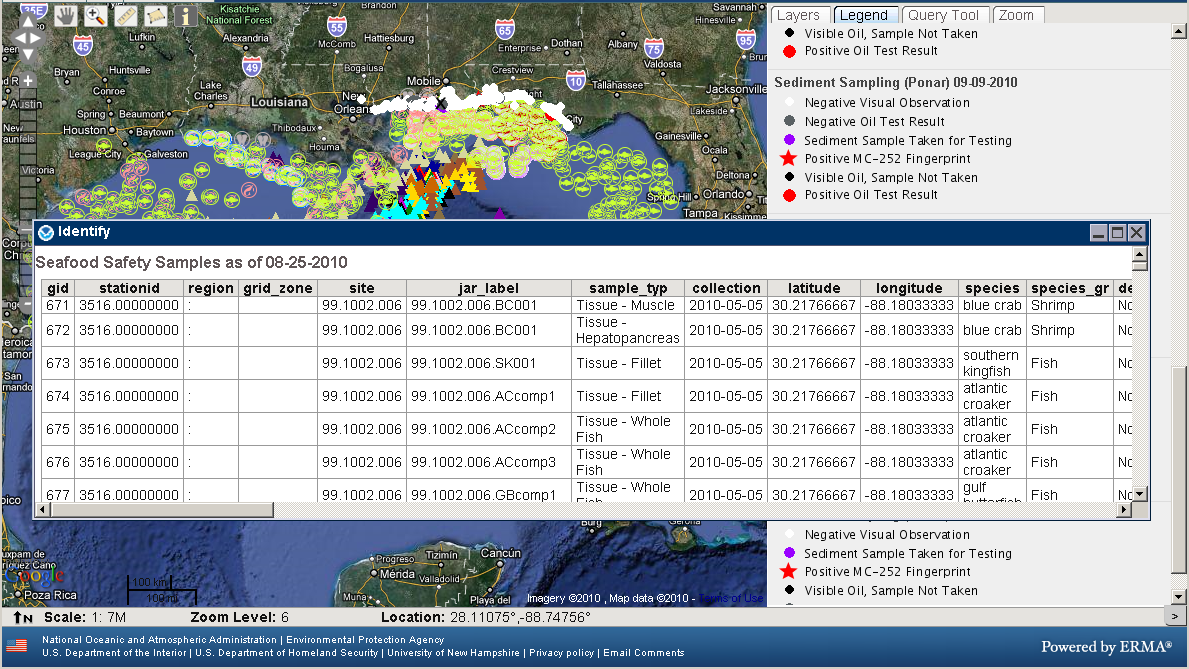 Layers Legend Query Tool Zoom
Visible Oil, Sample Not Taken
Positive Oil Test Result
Sediment Sampling (Ponar) 09-09-2010
Negative Visual Observation
Negative Oil Test Result
Sediment Sample Taken for Testing
Positive MC-252 Fingerprint
Visible Oil, Sample Not Taken
Positive Oil Test Result
Kisatchie
National Forest
Brandon
Savannah
Hinesville
Lufkin
Alexandria
McComb
Hattiesburg
Enterprise
Dothan
Albany
Valdosta
45
55
65
75
95
49
10
Bogalusa
Crestview
Bryan
Huntsville
Lake
Charles
Louisiana
New
Orleans
Mobile
Tallahassee
Jacksonville
Austin
Spring
Beaumont
Lakeside
Houston
Baytown
Thibodaux
Houma
City
Gainesville
League City
Galveston
Ocala
Victoria
Deltona
Spring Hill
Orlando
Tampa
Kissimmee
Identify
Seafood Safety Samples as of 08-25-2010
gid stationid region grid_zone site jar_label sample_typ collection latitude longitude species species_gr de
671 3516.00000000 : 99.1002.006 99.1002.006.BC001 Tissue - Muscle 2010-05-05 30.21766667 -88.18033333 blue crab Shrimp No
672 3516.00000000 : 99.1002.006 99.1002.006.BC001 Tissue - Hepatopancreas 2010-05-05 30.21766667 -88.18033333 blue crab Shrimp No
673 3516.00000000 : 99.1002.006 99.1002.006.SK001 Tissue - Fillet 2010-05-05 30.21766667 -88.18033333 southern kingfish Fish No
674 3516.00000000 : 99.1002.006 99.1002.006.ACcomp1 Tissue - Fillet 2010-05-05 30.21766667 -88.18033333 atlantic croaker Fish No
675 3516.00000000 : 99.1002.006 99.1002.006.ACcomp2 Tissue - Whole Fish 2010-05-05 30.21766667 -88.18033333 atlantic croaker Fish No
676 3516.00000000 : 99.1002.006 99.1002.006.ACcomp3 Tissue - Whole Fish 2010-05-05 30.21766667 -88.18033333 atlantic croaker Fish No
677 3516.00000000 : 99.1002.006 99.1002.006.GBcomp1 Tissue - Whole Fish 2010-05-05 30.21766667 -88.18033333 gulf butterfish Fish No
Negative Visual Observation
Sediment Sample Taken for Testing
Positive MC-252 Fingerprint
Visible Oil, Sample Not Taken
Progreso
Tizimín
Cancún
Mérida
Valladolid
Muna
Playa del
Google
Poza Rica
100 km
100 mi
Imagery ©2010 , Map data ©2010 - Terms of Use
N Scale: 1: 7M Zoom Level: 6 Location: 28.11075°,-88.74756°
National Oceanic and Atmospheric Administration | Environmental Protection Agency
U.S. Department of the Interior | U.S. Department of Homeland Security | University of New Hampshire | Privacy policy | Email Comments
Powered by ERMA®